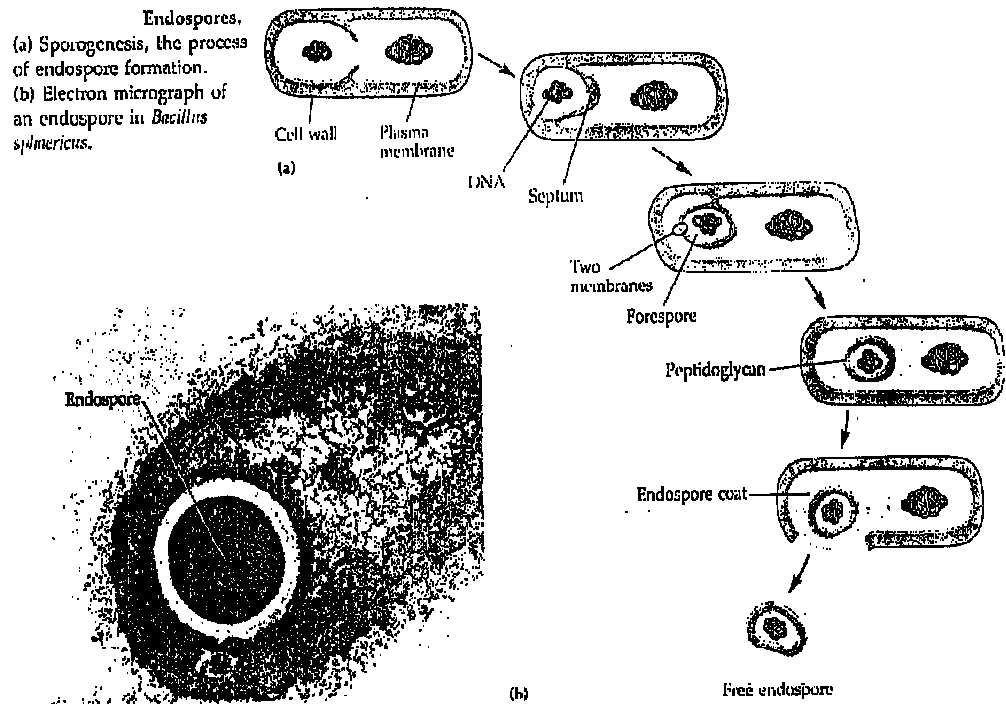 Endospores.
(a) Sporogenesis, the process
of endospore formation.
(b) Electron micrograph of
an endospore in Bacillus
sphaericus.
Cell wall
Plasma
membrane
(a)
DNA
Septum
Two
membranes
Forespore
Peptidoglycan
Endospore
Endospore coat
(b)
Free endospore